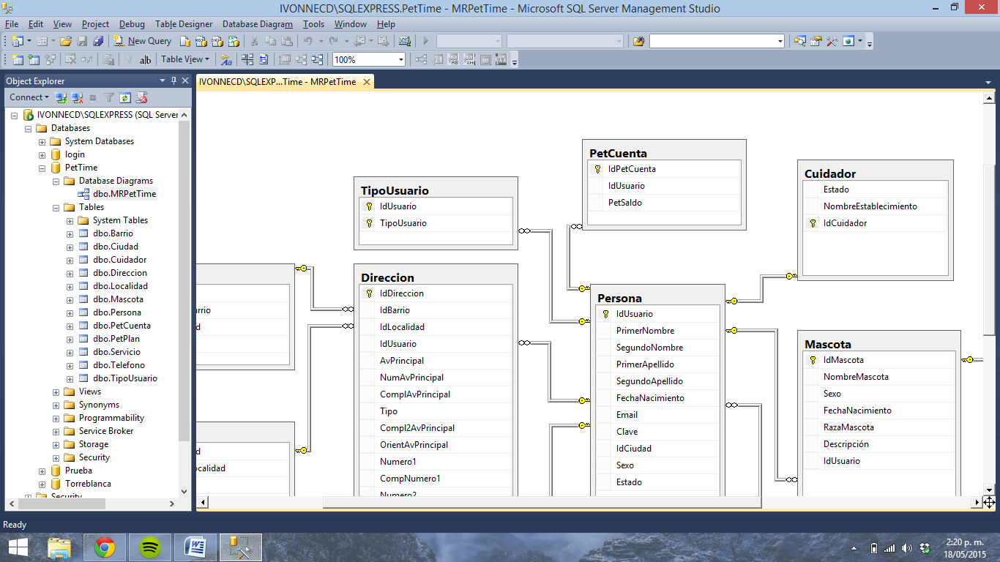 IVONNECD\SQLEXPRESS.PetTime - MRPetTime - Microsoft SQL Server Management Studio
File Edit View Project Debug Table Designer Database Diagram Tools Window Help
New Query
ab Table View 100%
Object Explorer
Connect
IVONNECD\SQLEXPRESS (SQL Server
Databases
System Databases
login
PetTime
Database Diagrams
dbo.MRPetTime
Tables
System Tables
dbo.Barrio
dbo.Ciudad
dbo.Cuidador
dbo.Direccion
dbo.Localidad
dbo.Mascota
dbo.Persona
dbo.PetCuenta
dbo.PetPlan
dbo.Servicio
dbo.Telefono
dbo.TipoUsuario
Views
Synonyms
Programmability
Service Broker
Storage
Security
Prueba
Torreblanca
Security
IVONNECD\SQLEXP...Time - MRPetTime
rrio
d
d
ocalidad
TipoUsuario
IdUsuario
TipoUsuario
Direccion
IdDireccion
IdBarrio
IdLocalidad
IdUsuario
AvPrincipal
NumAvPrincipal
ComplAvPrincipal
Tipo
Compl2AvPrincipal
OrientAvPrincipal
Numero1
CompNumero1
Numero2
PetCuenta
IdPetCuenta
IdUsuario
PetSaldo
Persona
IdUsuario
PrimerNombre
SegundoNombre
PrimerApellido
SegundoApellido
FechaNacimiento
Email
Clave
IdCiudad
Sexo
Estado
Cuidador
Estado
NombreEstablecimiento
IdCuidador
Mascota
IdMascota
NombreMascota
Sexo
FechaNacimiento
RazaMascota
Descripción
IdUsuario
Ready
2:20 p. m.
18/05/2015